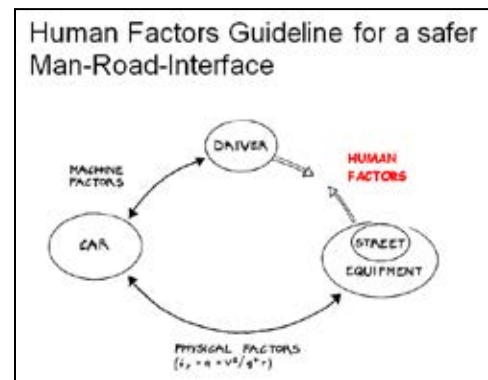 Human Factors Guideline for a safer
Man-Road-Interface
DRIVER
MACHINE
FACTORS
HUMAN
FACTORS
CAR
STREET
EQUIPMENT
PHYSICAL FACTORS